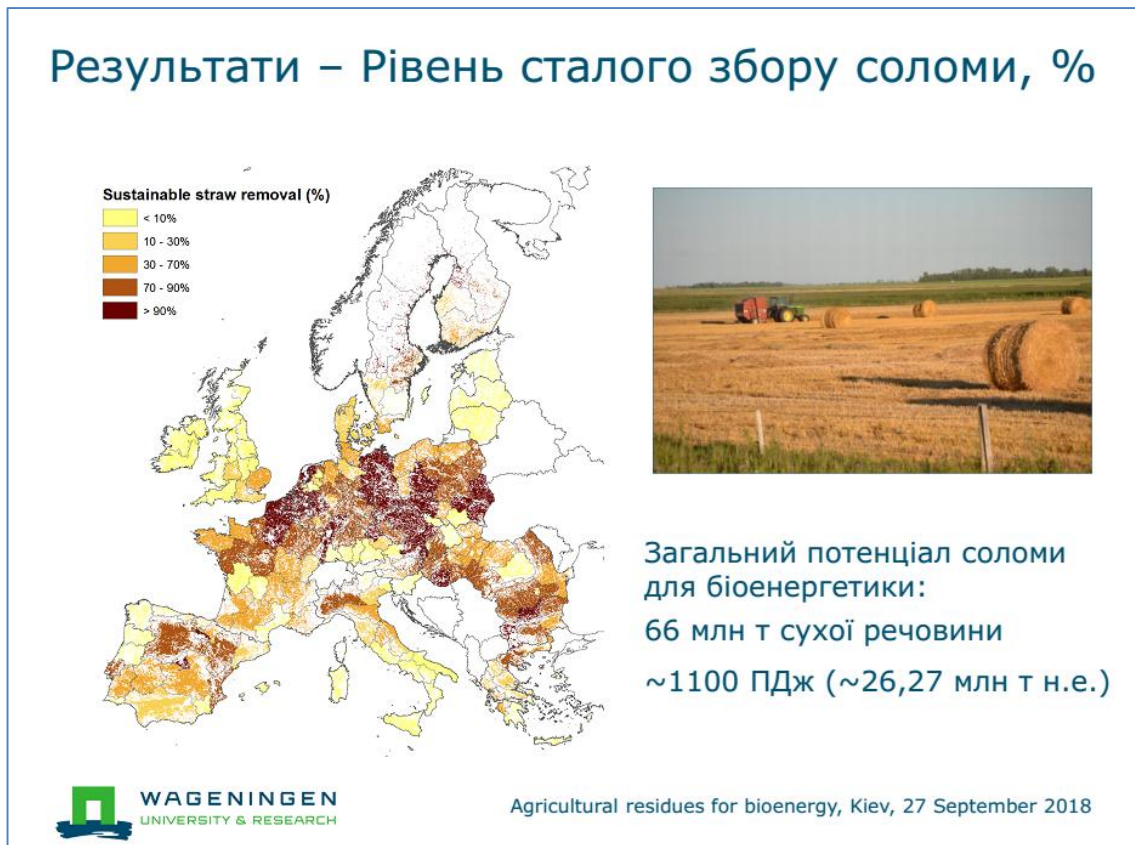 Результати – Рівень сталого збору соломи, %
Sustainable straw removal (%)
< 10%
10 - 30%
30 - 70%
70 - 90%
> 90%
Загальний потенціал соломи
для біоенергетики:
66 млн т сухої речовини
~1100 ПДж (~26,27 млн т н.е.)
WAGENINGEN
UNIVERSITY & RESEARCH
Agricultural residues for bioenergy, Kiev, 27 September 2018